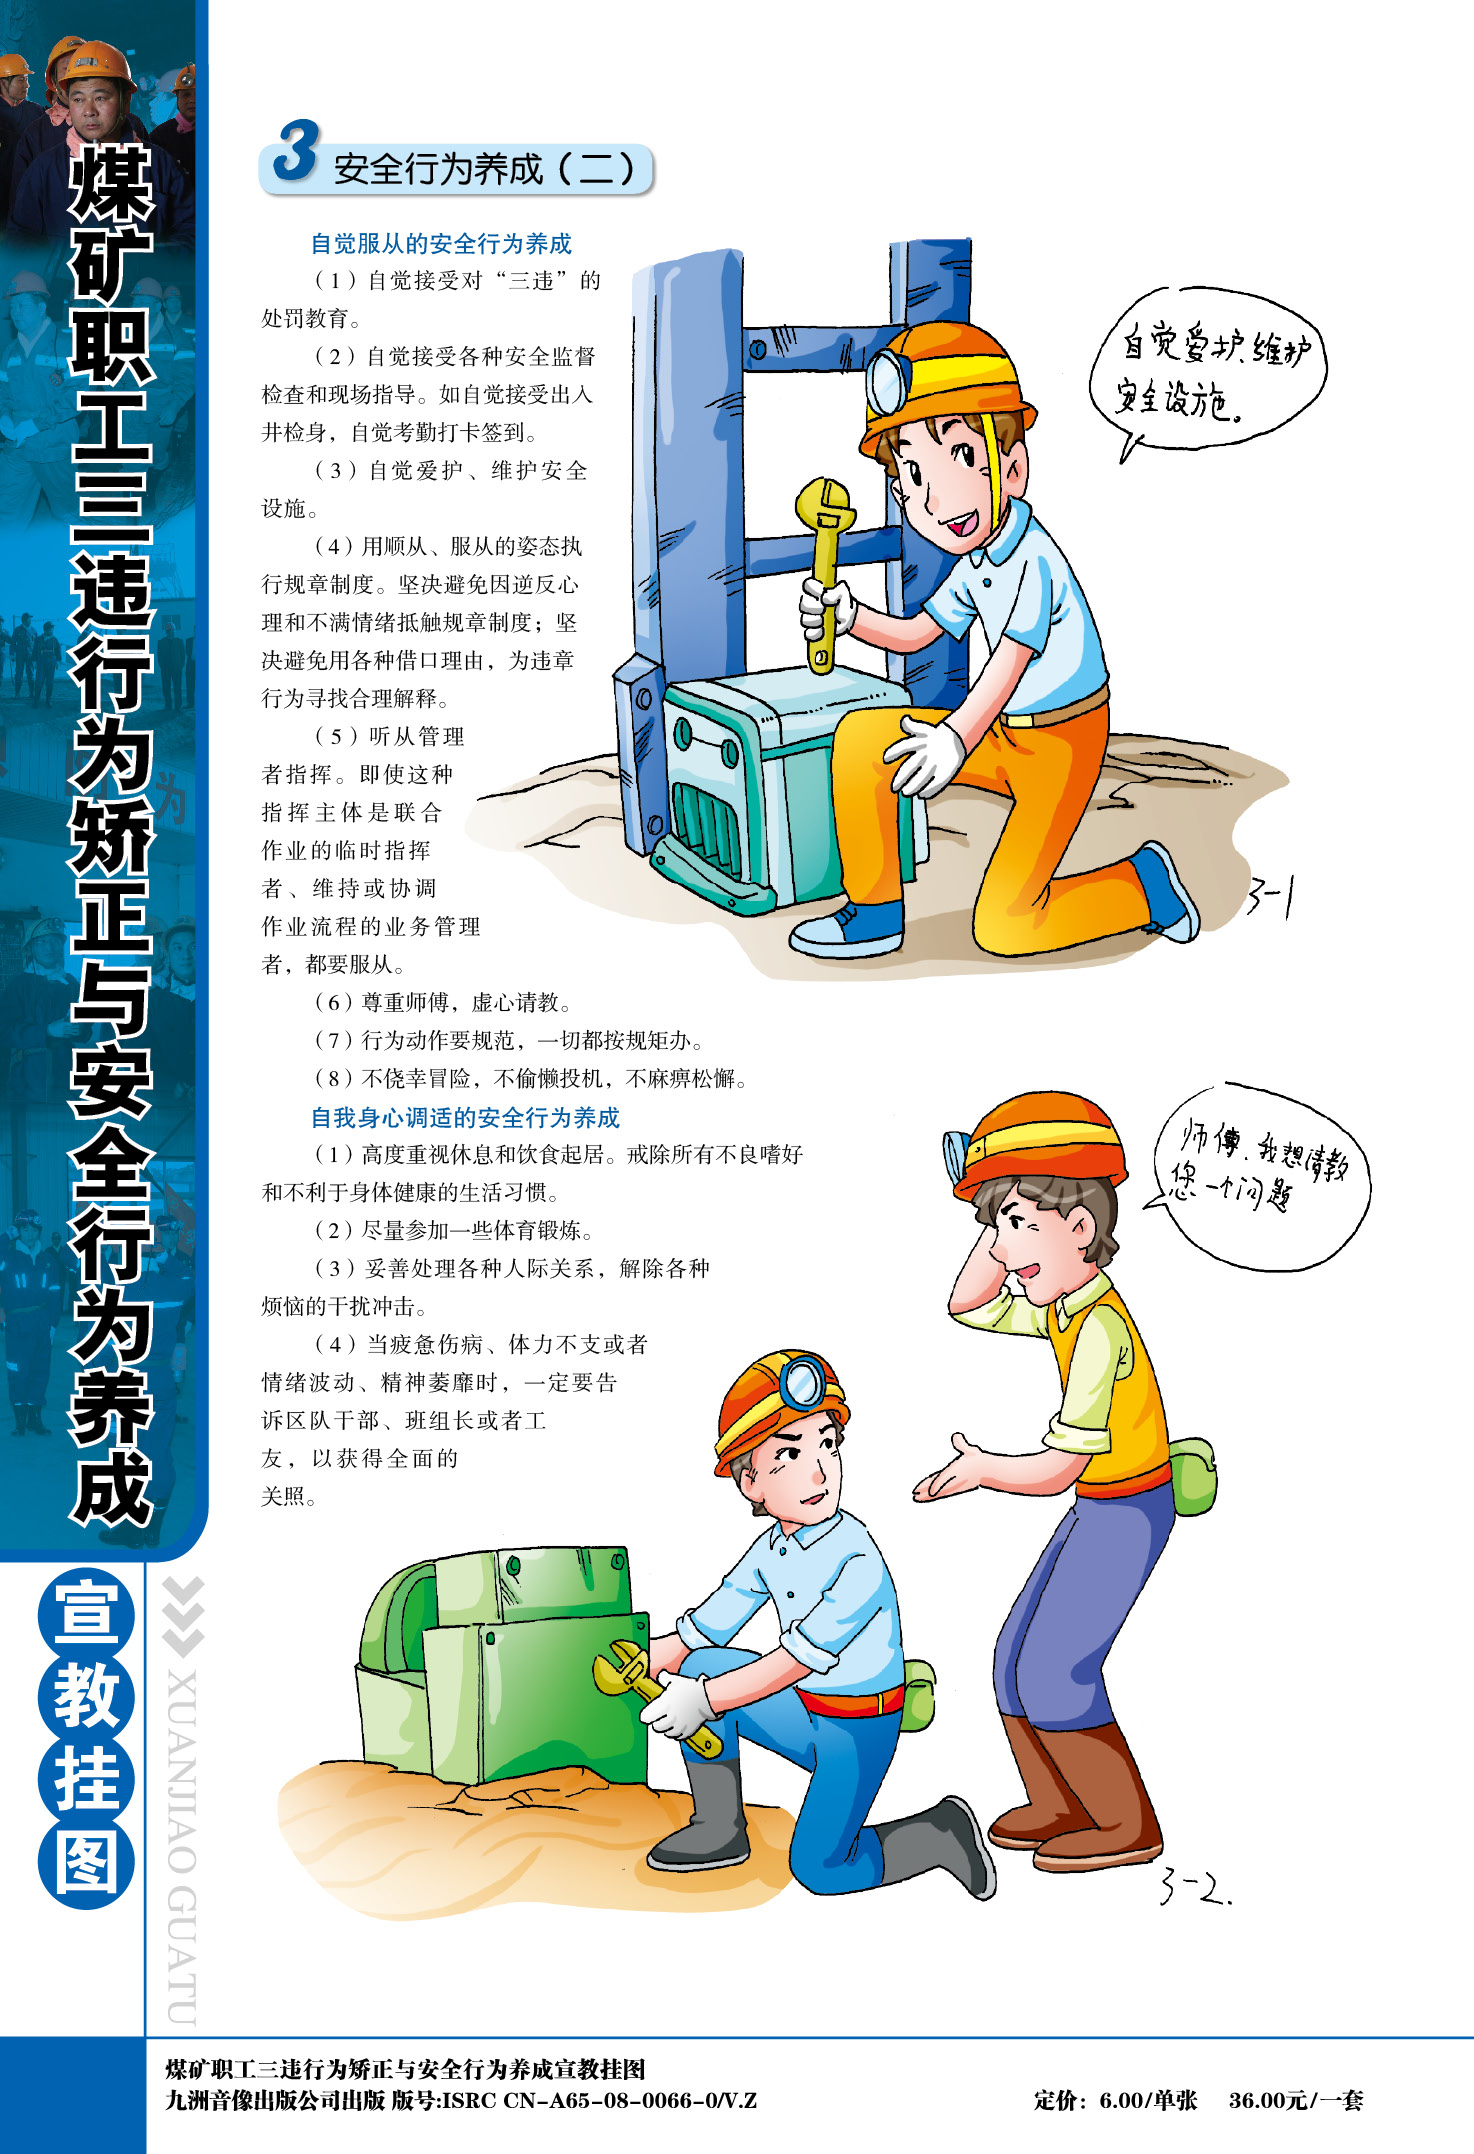 煤矿职工三违行为矫正与安全行为养成
宣教挂图
XUANJIAO GUATU
3 安全行为养成（二）
自觉服从的安全行为养成
（1）自觉接受对“三违”的
处罚教育。
（2）自觉接受各种安全监督
检查和现场指导。如自觉接受出入
井检身，自觉考勤打卡签到。
（3）自觉爱护、维护安全
设施。
（4）用顺从、服从的姿态执
行规章制度。坚决避免因逆反心
理和不满情绪抵触规章制度；坚
决避免用各种借口理由，为违章
行为寻找合理解释。
（5）听从管理
者指挥。即使这种
指挥主体是联合
作业的临时指挥
者、维持或协调
作业流程的业务管理
者，都要服从。
（6）尊重师傅，虚心请教。
（7）行为动作要规范，一切都按规矩办。
（8）不侥幸冒险，不偷懒投机，不麻痹松懈。
自我身心调适的安全行为养成
（1）高度重视休息和饮食起居。戒除所有不良嗜好
和不利于身体健康的生活习惯。
（2）尽量参加一些体育锻炼。
（3）妥善处理各种人际关系，解除各种
烦恼的干扰冲击。
（4）当疲惫伤病、体力不支或者
情绪波动、精神萎靡时，一定要告
诉区队干部、班组长或者工
友，以获得全面的
关照。
自觉爱护、维护
安全设施。
3-1
师傅、我想请教
您一个问题
3-2.
煤矿职工三违行为矫正与安全行为养成宣教挂图
九洲音像出版公司出版 版号:ISRC CN-A65-08-0066-0/V.Z
定价：6.00/单张 36.00元/一套